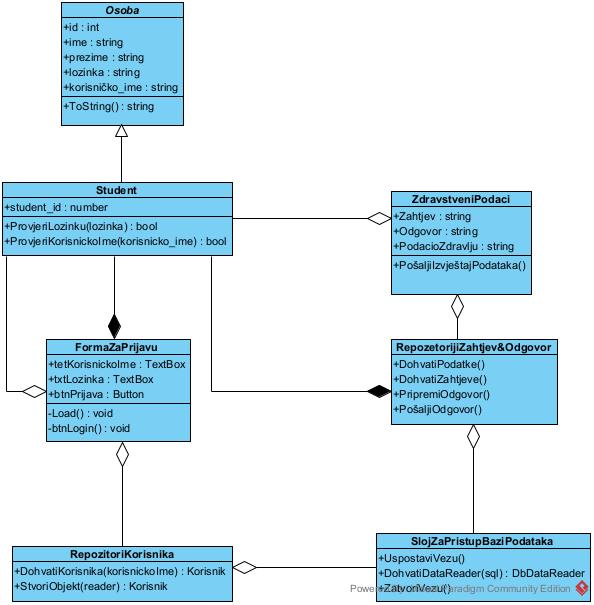 Osoba
+id : int
+ime : string
+prezime : string
+lozinka : string
+korisničko_ime : string
+ToString() : string
Student
+student_id : number
+ProvjeriLozinku(lozinka) : bool
+ProvjeriKorisnickoIme(korisnicko_ime) : bool
ZdravstveniPodaci
+Zahtjev : string
+Odgovor : string
+PodacioZdravlju : string
+PošaljiIzvještajPodataka()
FormaZaPrijavu
+tetKorisnickoIme : TextBox
+txtLozinka : TextBox
+btnPrijava : Button
-Load() : void
-btnLogin() : void
RepozetorijiZahtjev&Odgovor
+DohvatiPodatke()
+DohvatiZahtjeve()
+PripremiOdgovor()
+PošaljiOdgovor()
RepozitoriKorisnika
+DohvatiKorisnika(korisnickoIme) : Korisnik
+StvoriObjekt(reader) : Korisnik
SlojZaPristupBaziPodataka
+UspostaviVezu()
+DohvatiDataReader(sql) : DbDataReader
+ZatvoriVezu()
Powered By Visual Paradigm Community Edition